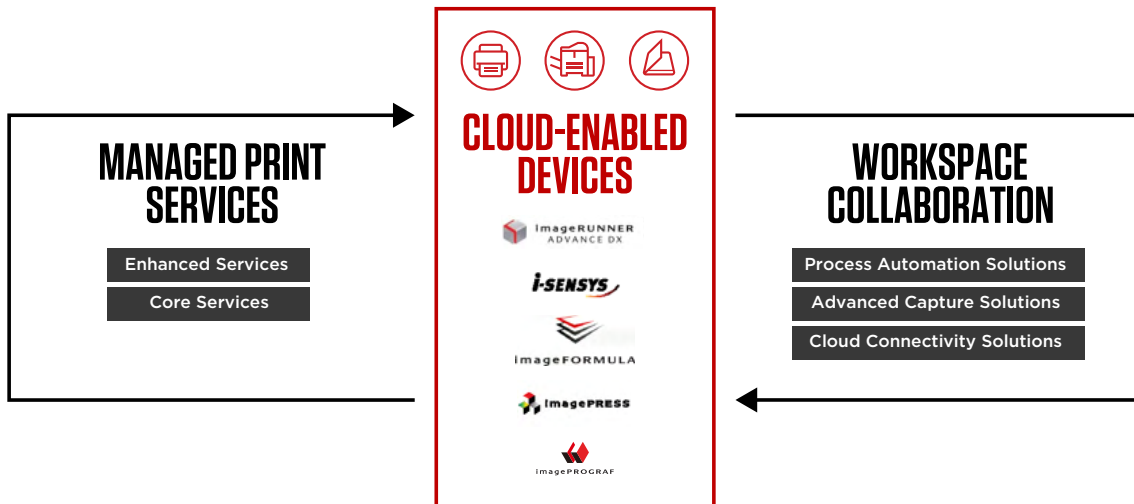 MANAGED PRINT
SERVICES
Enhanced Services
Core Services
CLOUD-ENABLED
DEVICES
imageRUNNER
ADVANCE DX
i-SENSYS
imageFORMULA
imagePRESS
imagePROGRAF
WORKSPACE
COLLABORATION
Process Automation Solutions
Advanced Capture Solutions
Cloud Connectivity Solutions